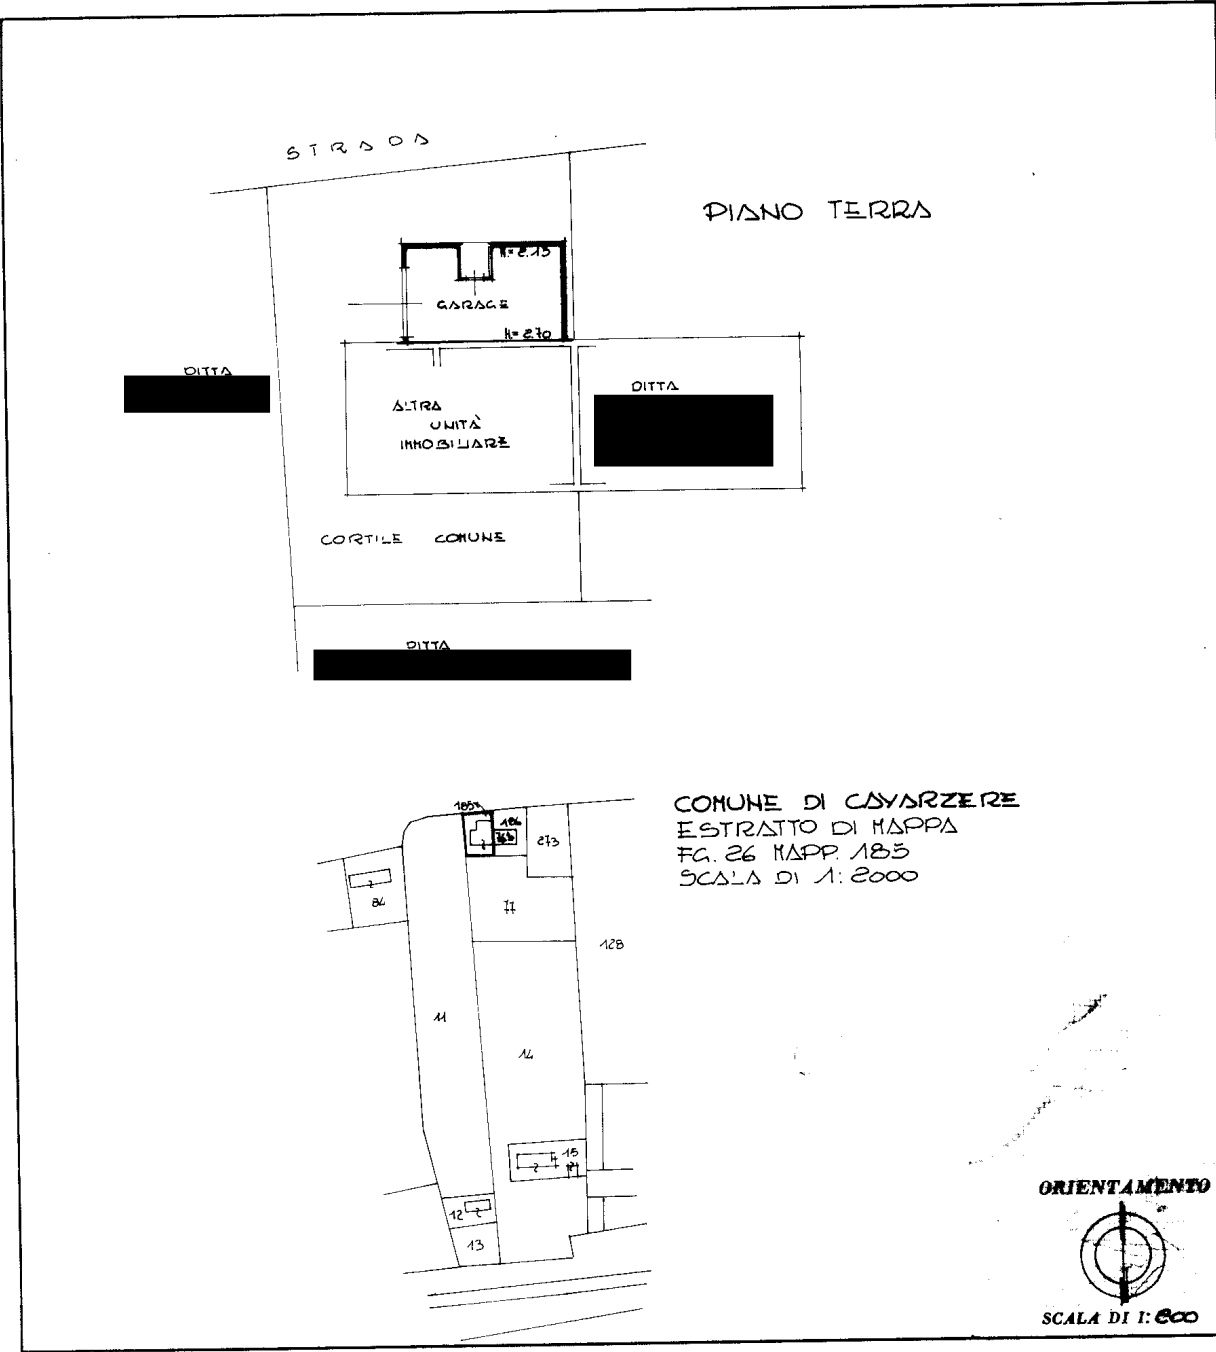 STRADA
PIANO TERRA
H=2.15
GARAGE
H=2.70
DITTA
DITTA
ALTRA
UNITÀ
IMMOBILIARE
CORTILE COMUNE
DITTA
COMUNE DI CAVARZERE
ESTRATTO DI MAPPA
FG. 26 MAPP. 185
SCALA DI 1:2000
185
186
273
84
77
128
11
14
15
12
13
ORIENTAMENTO
SCALA DI 1:200